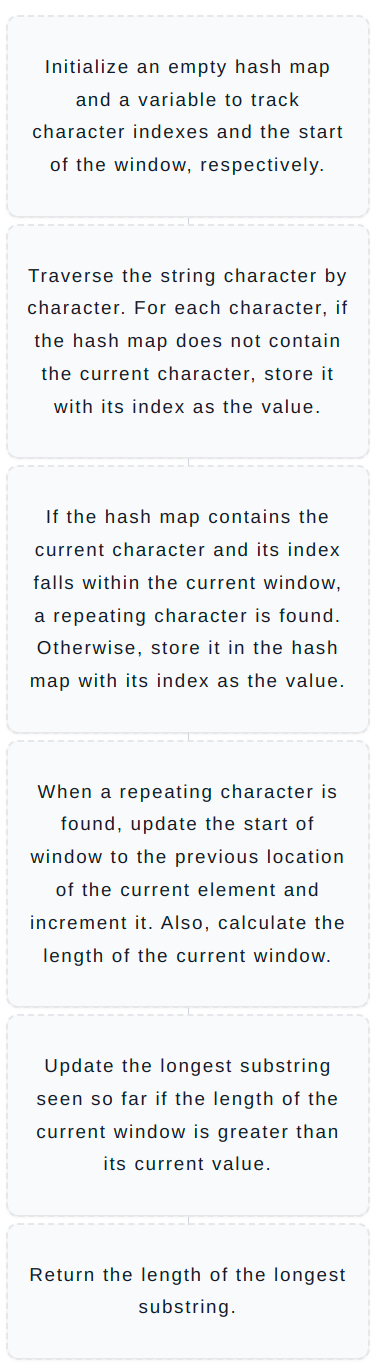 Initialize an empty hash map
and a variable to track
character indexes and the start
of the window, respectively.
Traverse the string character by
character. For each character, if
the hash map does not contain
the current character, store it
with its index as the value.
If the hash map contains the
current character and its index
falls within the current window,
a repeating character is found.
Otherwise, store it in the hash
map with its index as the value.
When a repeating character is
found, update the start of
window to the previous location
of the current element and
increment it. Also, calculate the
length of the current window.
Update the longest substring
seen so far if the length of the
current window is greater than
its current value.
Return the length of the longest
substring.